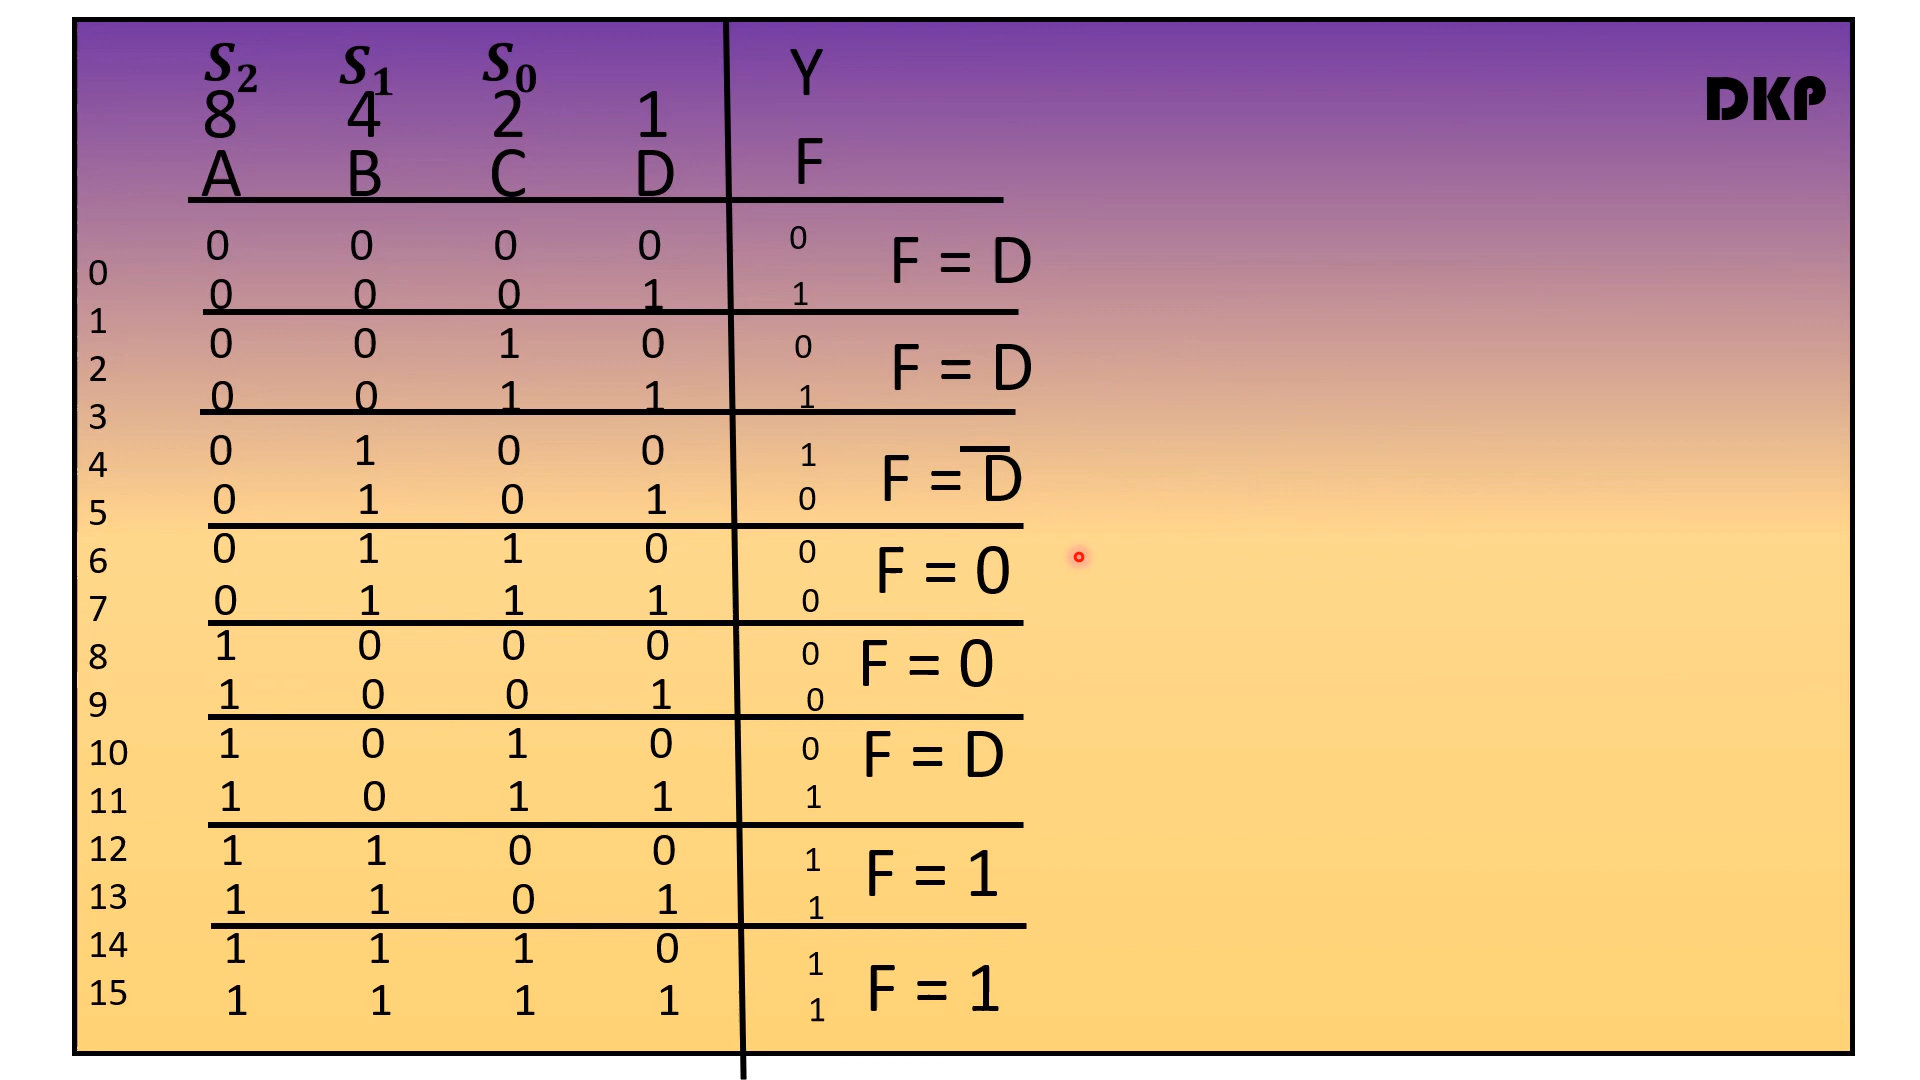 S₂ S₁ S₀ Y
8 4 2 1
A B C D F
DKP
0 0 0 0 0 0 F = D
1 0 0 0 1 1
2 0 0 1 0 0 F = D
3 0 0 1 1 1
4 0 1 0 0 1 F = D̅
5 0 1 0 1 0
6 0 1 1 0 0 F = 0
7 0 1 1 1 0
8 1 0 0 0 0 F = 0
9 1 0 0 1 0
10 1 0 1 0 0 F = D
11 1 0 1 1 1
12 1 1 0 0 1 F = 1
13 1 1 0 1 1
14 1 1 1 0 1 F = 1
15 1 1 1 1 1